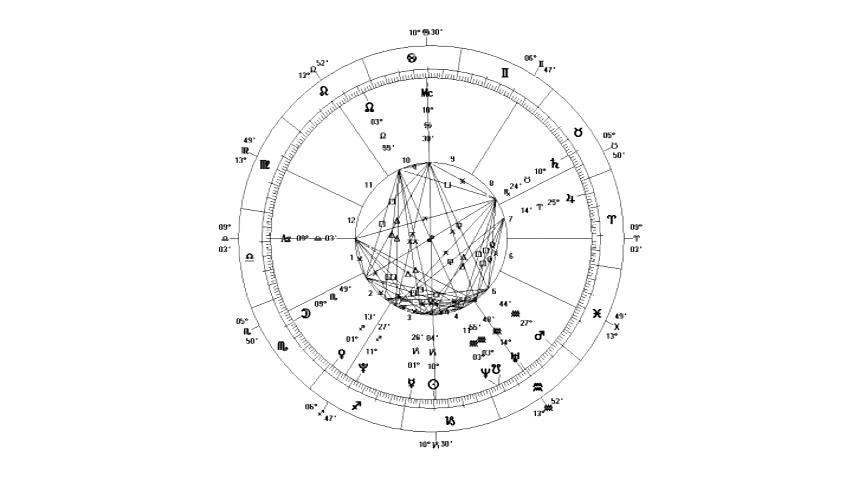 10° ♋ 30'
06° ♊ 47'
05° ♉ 50'
09° ♈ 03'
49' ♓ 13°
52' ♒ 13°
10° ♑ 30'
06° ♐ 47'
05° ♏ 50'
09° ♎ 03'
49' ♍ 13°
13° ♌ 52'
♋
♊
♉
♈
♓
♒
♑
♐
♏
♎
♍
♌
Mc
10°
♋
30'
☊
03°
♌
55'
♄ 10° ♉ 24' ℞
♃ 25° ♈ 14'
As 09° ♎ 03'
☽ 09° ♏ 49'
♀ 01° ♐ 13'
11° ♐ 27'
☿ 01° ♑ 26'
☉ 10° ♑ 04'
♂ 27° ♒ 44'
♅ 14° ♒ 48'
♆
☋ 03° ♒ 55'
1
2
3
4
5
6
7
8
9
10
11
12